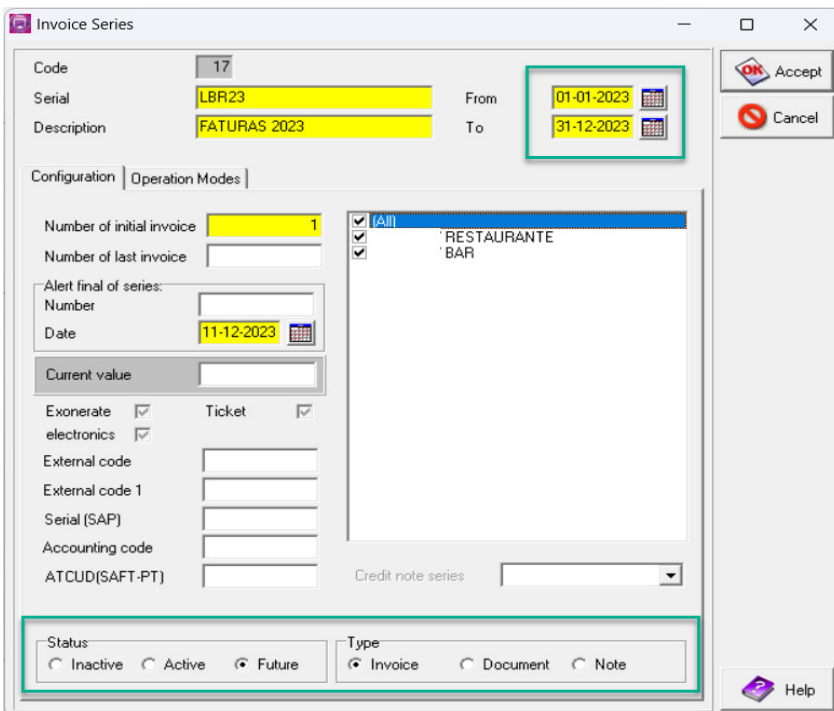 Invoice Series
Code 17
Serial LBR23 From 01-01-2023
Description FATURAS 2023 To 31-12-2023
Accept
Cancel
Configuration Operation Modes
Number of initial invoice 1
Number of last invoice
Alert final of series:
Number
Date 11-12-2023
Current value
Exonerate Ticket
electronics
External code
External code 1
Serial (SAP)
Accounting code
ATCUD(SAFT-PT)
(All)
RESTAURANTE
BAR
Credit note series
Status
Inactive Active Future
Type
Invoice Document Note
Help